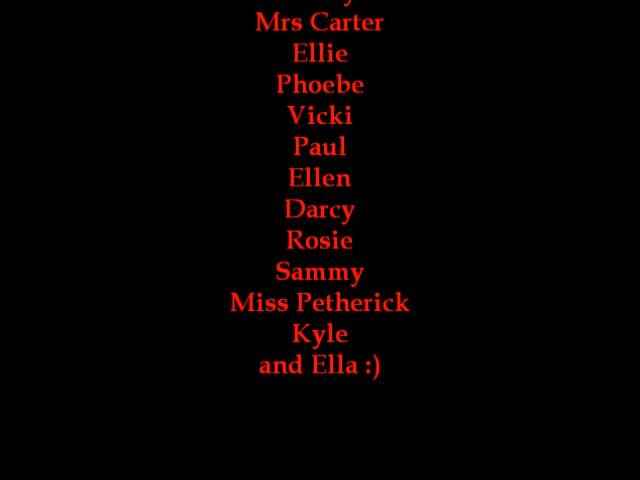 Mrs Carter
Ellie
Phoebe
Vicki
Paul
Ellen
Darcy
Rosie
Sammy
Miss Petherick
Kyle
and Ella :)